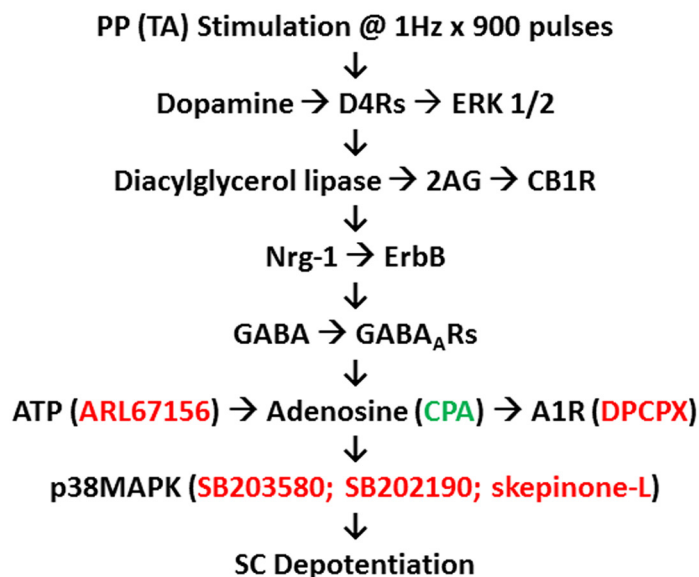 PP (TA) Stimulation @ 1Hz x 900 pulses
↓
Dopamine → D4Rs → ERK 1/2
↓
Diacylglycerol lipase → 2AG → CB1R
↓
Nrg-1 → ErbB
↓
GABA → GABAARs
↓
ATP (ARL67156) → Adenosine (CPA) → A1R (DPCPX)
↓
p38MAPK (SB203580; SB202190; skepinone-L)
↓
SC Depotentiation